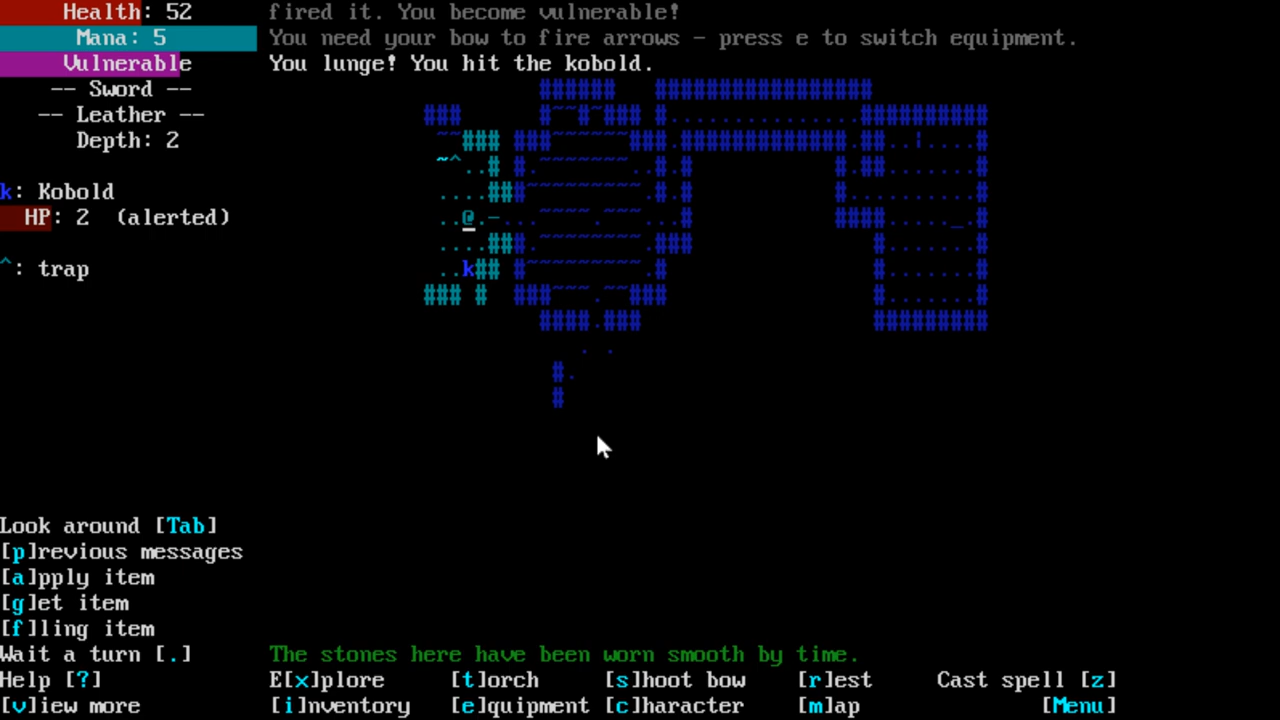 Health: 52
fired it. You become vulnerable!
Mana: 5
You need your bow to fire arrows - press e to switch equipment.
Vulnerable
You lunge! You hit the kobold.
-- Sword --
-- Leather --
Depth: 2
k: Kobold
HP: 2 (alerted)
^: trap
Look around [Tab]
[p]revious messages
[a]pply item
[g]et item
[f]ling item
Wait a turn [.]
The stones here have been worn smooth by time.
Help [?]
E[x]plore
[t]orch
[s]hoot bow
[r]est
Cast spell [z]
[v]iew more
[i]nventory
[e]quipment
[c]haracter
[m]ap
[Menu]